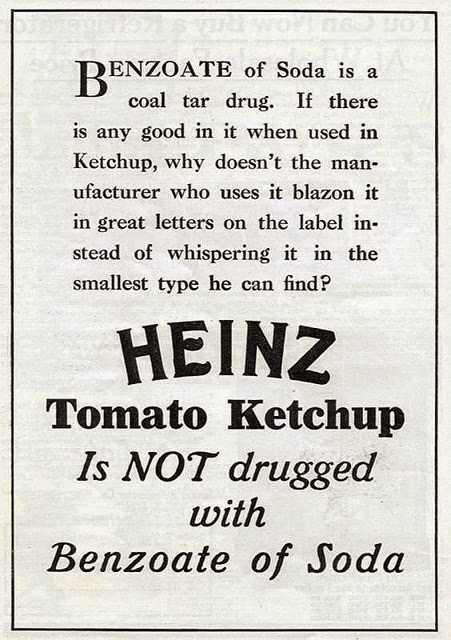 BENZOATE of Soda is a
coal tar drug. If there
is any good in it when used in
Ketchup, why doesn't the man-
ufacturer who uses it blazon it
in great letters on the label in-
stead of whispering it in the
smallest type he can find?
HEINZ
Tomato Ketchup
Is NOT drugged
with
Benzoate of Soda